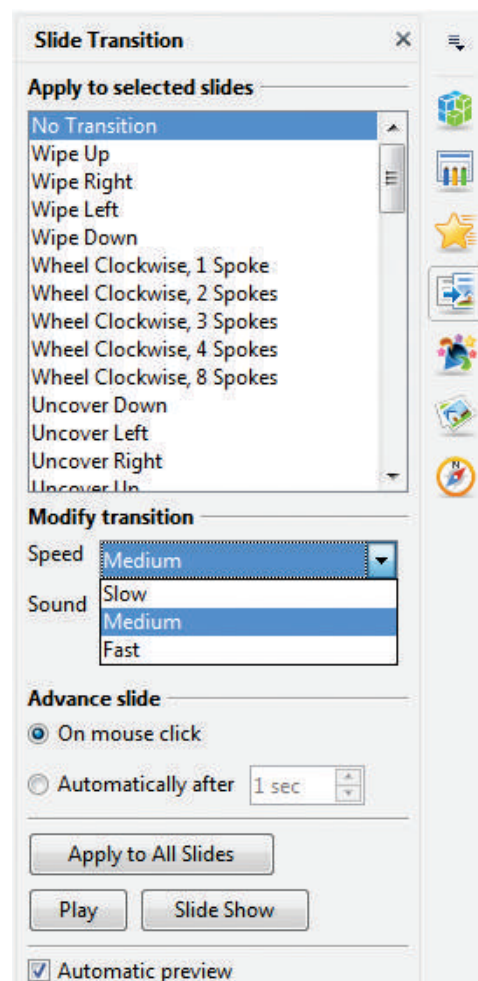 Slide Transition
Apply to selected slides
No Transition
Wipe Up
Wipe Right
Wipe Left
Wipe Down
Wheel Clockwise, 1 Spoke
Wheel Clockwise, 2 Spokes
Wheel Clockwise, 3 Spokes
Wheel Clockwise, 4 Spokes
Wheel Clockwise, 8 Spokes
Uncover Down
Uncover Left
Uncover Right
Uncover Up
Modify transition
Speed Medium
Slow
Sound
Medium
Fast
Advance slide
On mouse click
Automatically after 1 sec
Apply to All Slides
Play Slide Show
Automatic preview
N